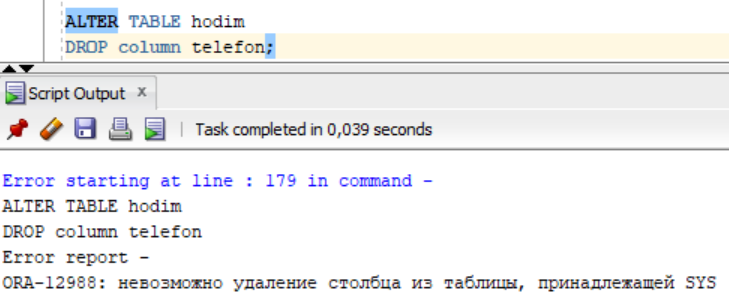 ALTER TABLE hodim
DROP column telefon;
Script Output x
Task completed in 0,039 seconds
Error starting at line : 179 in command -
ALTER TABLE hodim
DROP column telefon
Error report -
ORA-12988: невозможно удаление столбца из таблицы, принадлежащей SYS